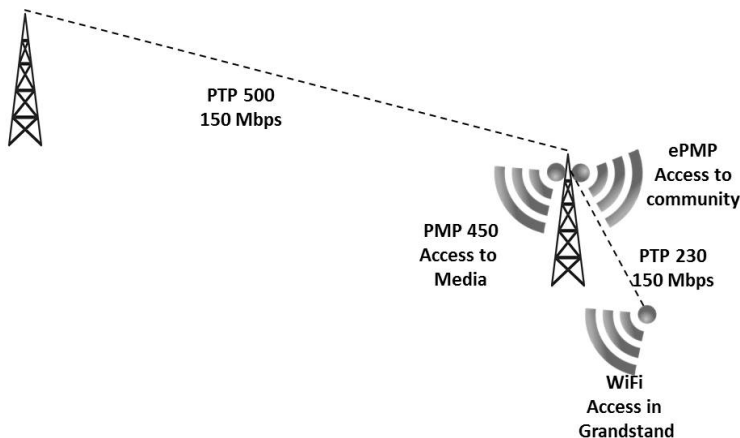 PTP 500
150 Mbps
ePMP
Access to
community
PMP 450
Access to
Media
PTP 230
150 Mbps
WiFi
Access in
Grandstand